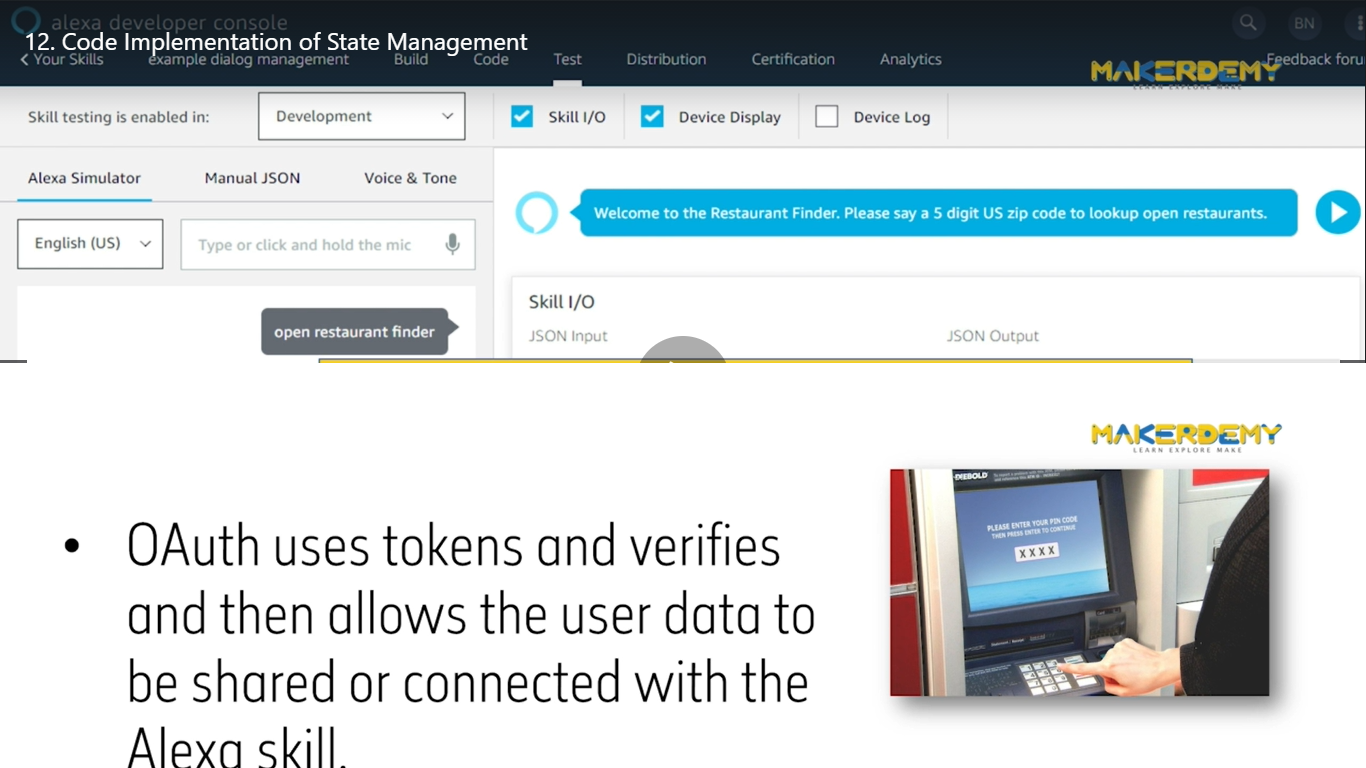 alexa developer console
BN
12. Code Implementation of State Management
Your Skills
example dialog management
Build
Code
Test
Distribution
Certification
Analytics
Feedback foru
MAKERDEMY
LEARN EXPLORE MAKE
Skill testing is enabled in:
Development
Skill I/O
Device Display
Device Log
Alexa Simulator
Manual JSON
Voice & Tone
English (US)
Type or click and hold the mic
open restaurant finder
Welcome to the Restaurant Finder. Please say a 5 digit US zip code to lookup open restaurants.
Skill I/O
JSON Input
JSON Output
MAKERDEMY
LEARN EXPLORE MAKE
• OAuth uses tokens and verifies
and then allows the user data to
be shared or connected with the
Alexa skill.
DIEBOLD
PLEASE ENTER YOUR PIN CODE
THEN PRESS ENTER TO CONTINUE
XXXX